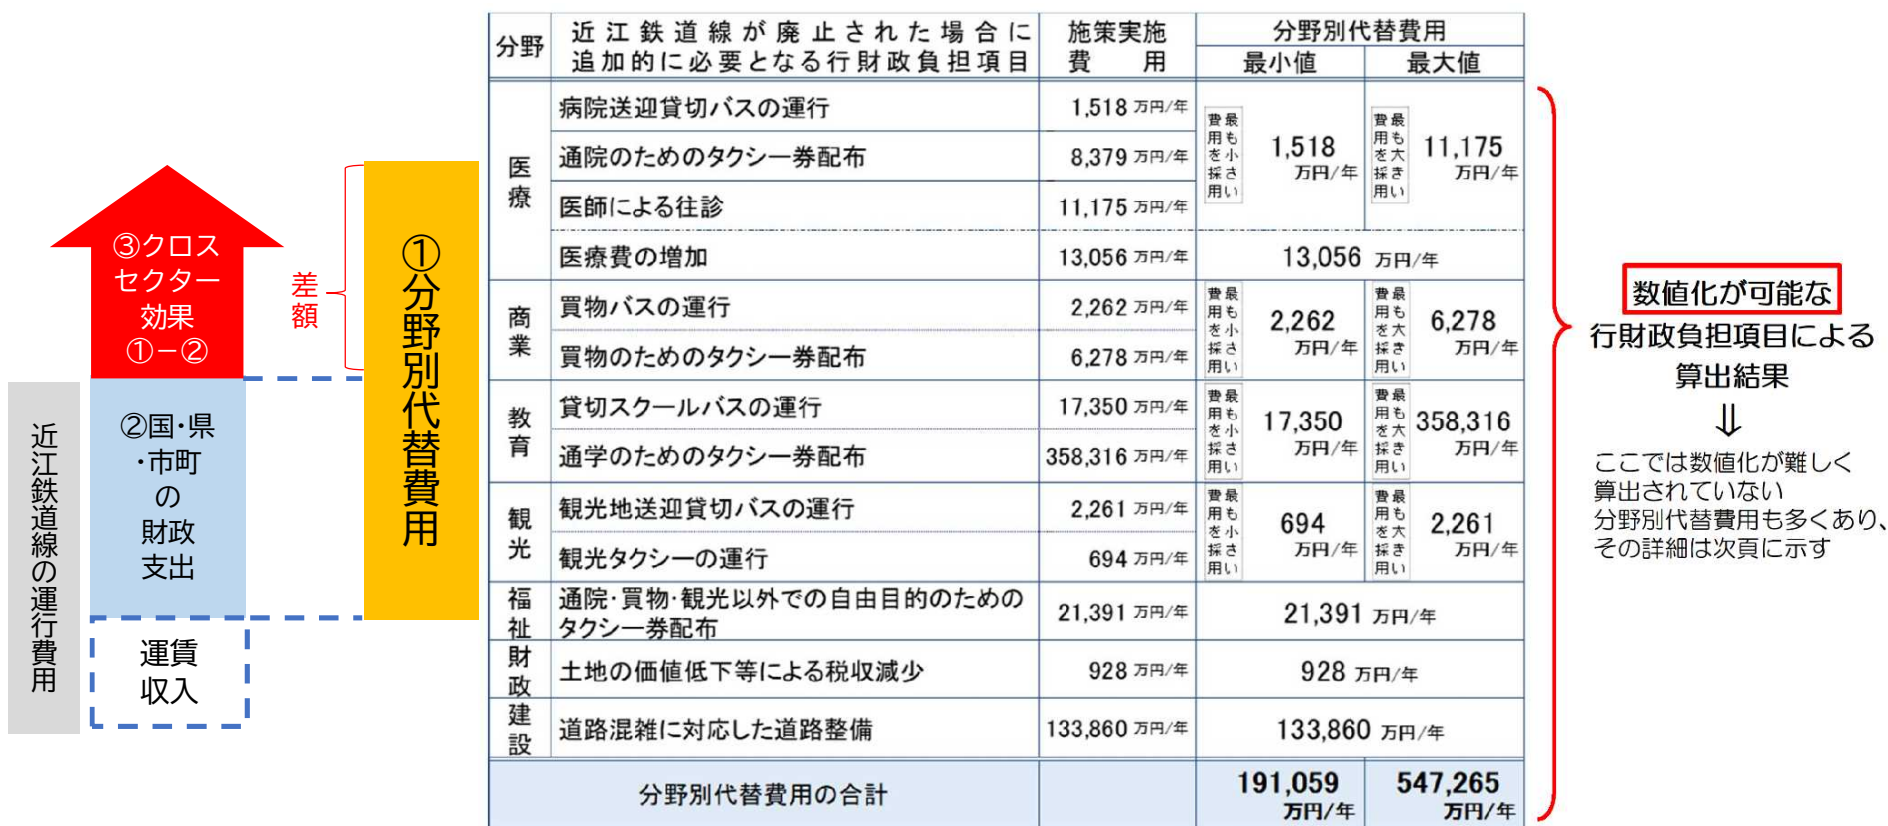 ③クロス
セクター
効果
①－②
差
額
①分野別代替費用
近江鉄道線の運行費用
②国・県
・市町
の
財政
支出
運賃
収入
分野
近江鉄道線が廃止された場合に
追加的に必要となる行財政負担項目
施策実施
費用
分野別代替費用
最小値
最大値
医療
病院送迎貸切バスの運行
1,518 万円/年
通院のためのタクシー券配布
8,379 万円/年
医師による往診
11,175 万円/年
最も小さい
費用を採用
1,518
万円/年
最も大きい
費用を採用
11,175
万円/年
医療費の増加
13,056 万円/年
13,056 万円/年
商業
買物バスの運行
2,262 万円/年
買物のためのタクシー券配布
6,278 万円/年
最も小さい
費用を採用
2,262
万円/年
最も大きい
費用を採用
6,278
万円/年
教育
貸切スクールバスの運行
17,350 万円/年
通学のためのタクシー券配布
358,316 万円/年
最も小さい
費用を採用
17,350
万円/年
最も大きい
費用を採用
358,316
万円/年
観光
観光地送迎貸切バスの運行
2,261 万円/年
観光タクシーの運行
694 万円/年
最も小さい
費用を採用
694
万円/年
最も大きい
費用を採用
2,261
万円/年
福祉
通院・買物・観光以外での自由目的のための
タクシー券配布
21,391 万円/年
21,391 万円/年
財政
土地の価値低下等による税収減少
928 万円/年
928 万円/年
建設
道路混雑に対応した道路整備
133,860 万円/年
133,860 万円/年
分野別代替費用の合計
191,059
万円/年
547,265
万円/年
数値化が可能な
行財政負担項目による
算出結果
⇓
ここでは数値化が難しく
算出されていない
分野別代替費用も多くあり、
その詳細は次頁に示す